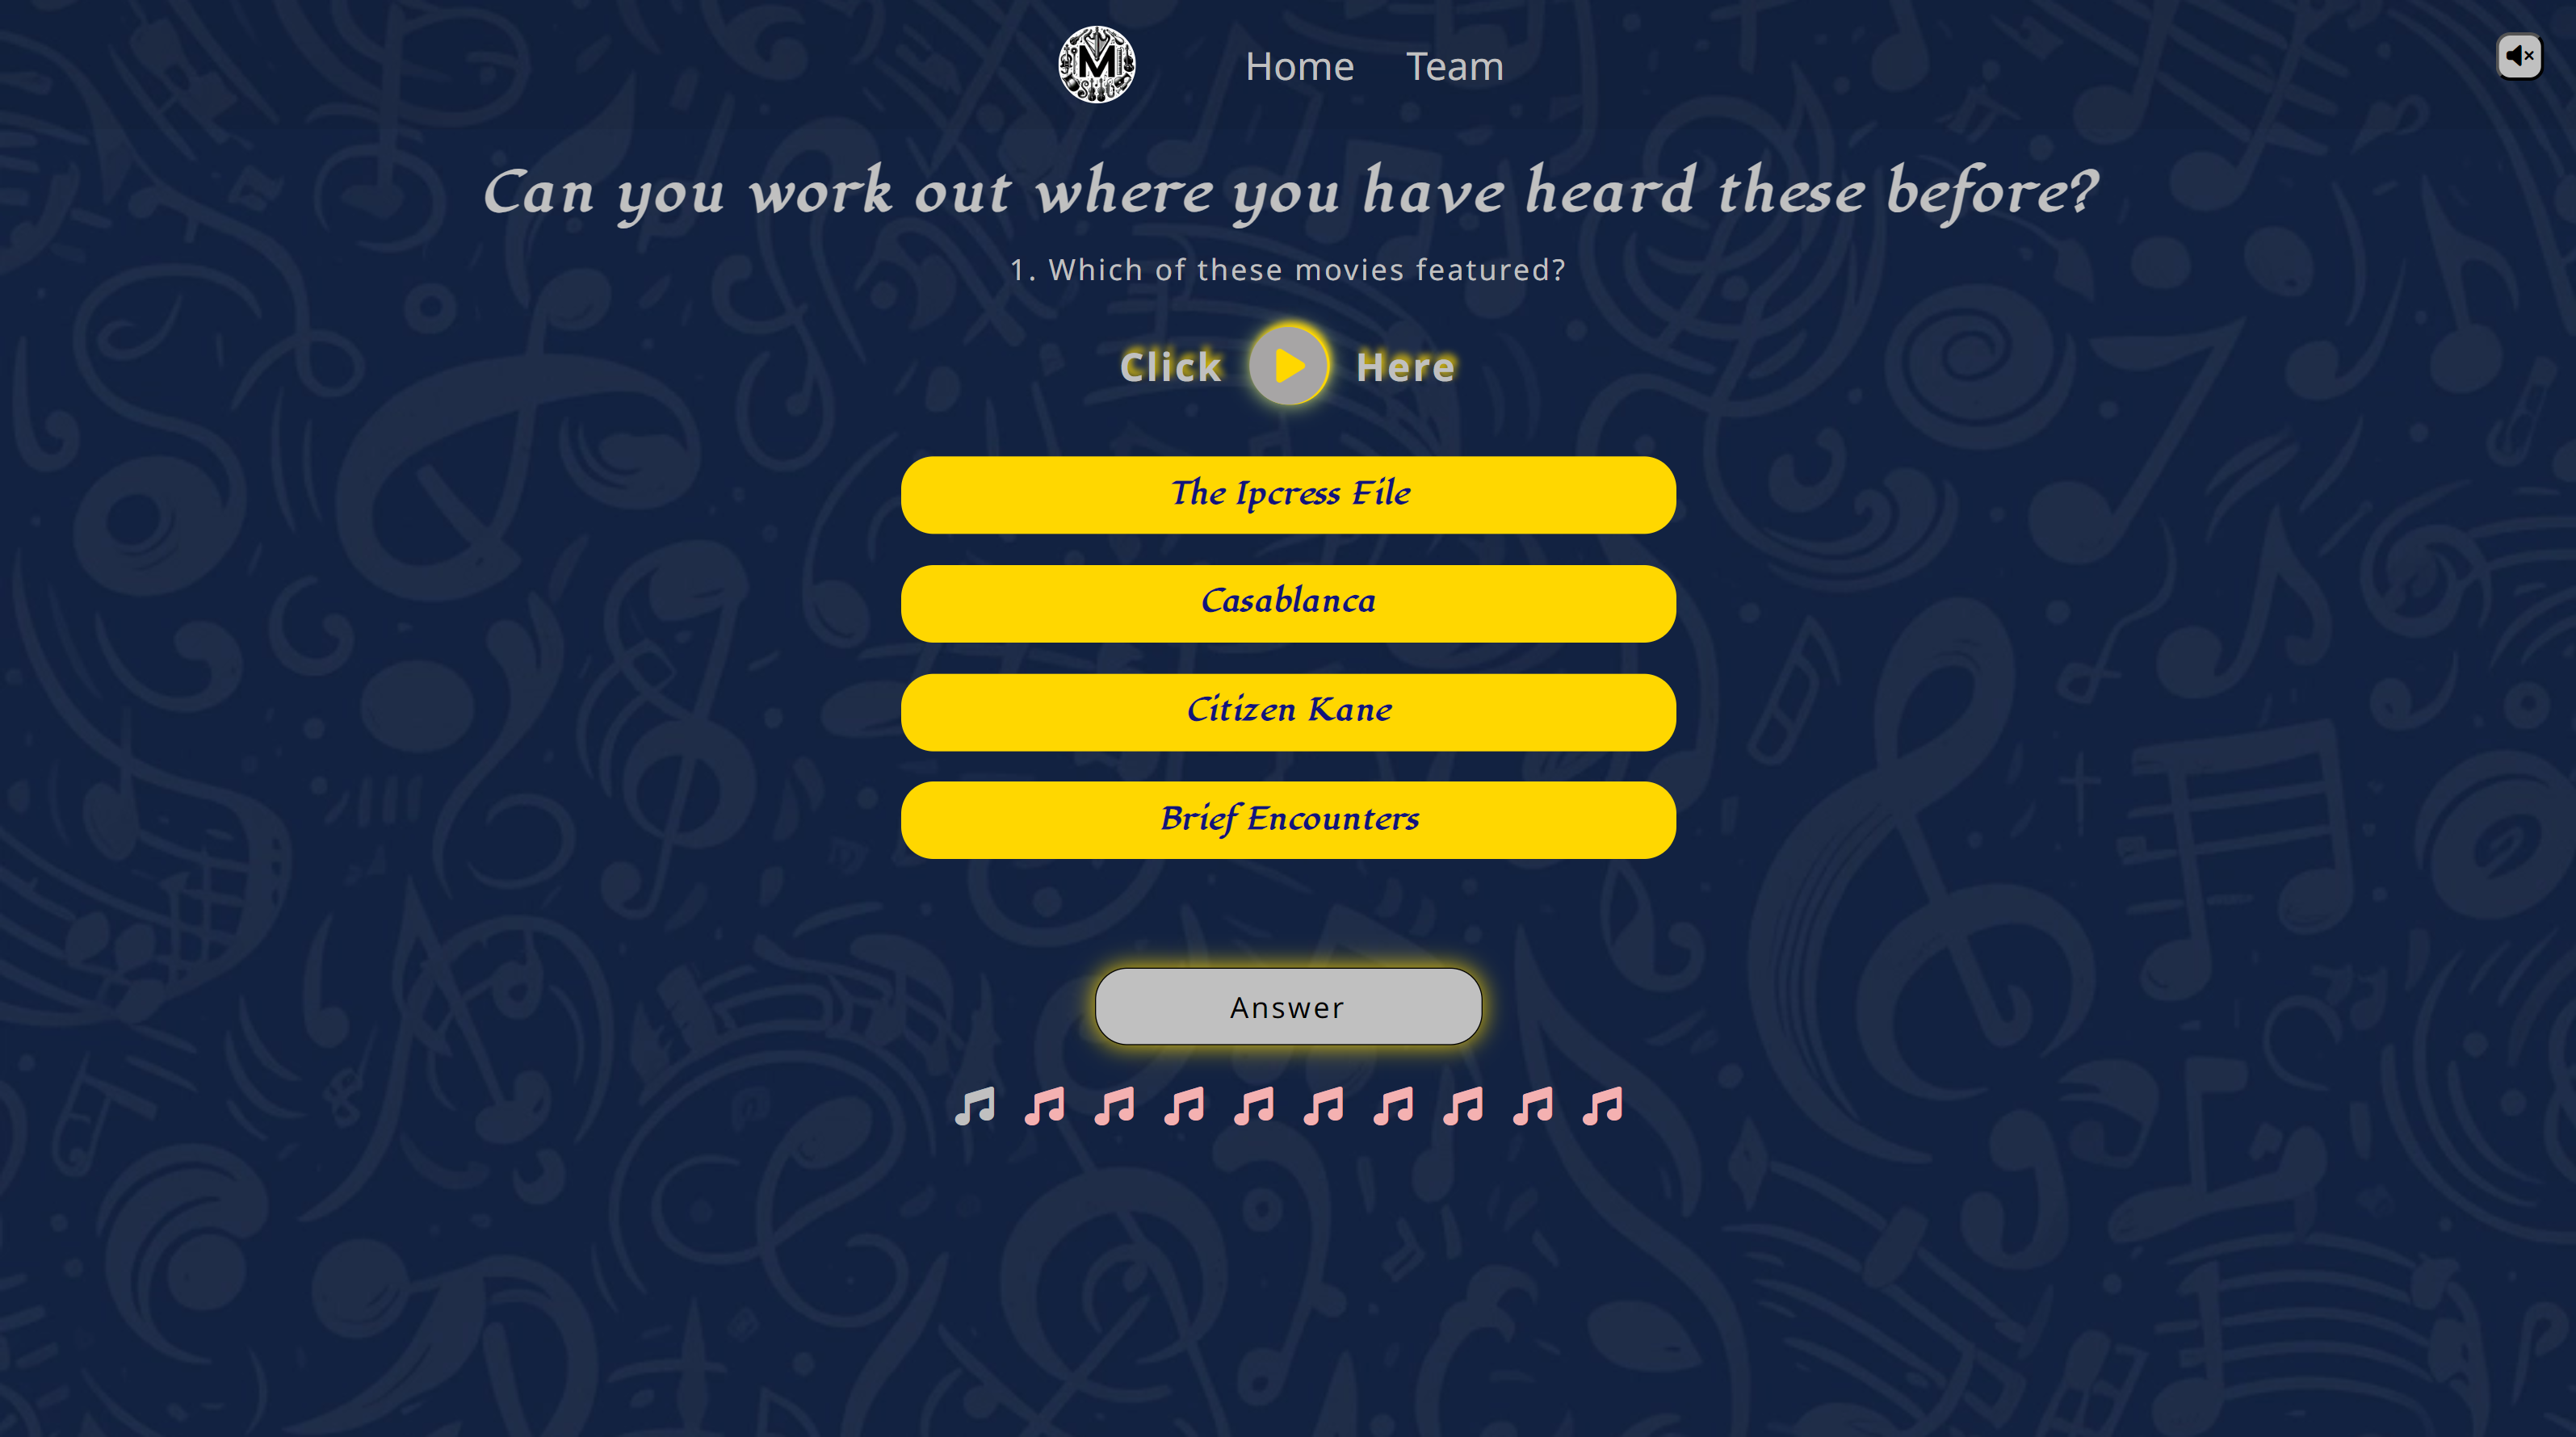 M
Home Team
Can you work out where you have heard these before?
1. Which of these movies featured?
Click Here
The Ipcress File
Casablanca
Citizen Kane
Brief Encounters
Answer